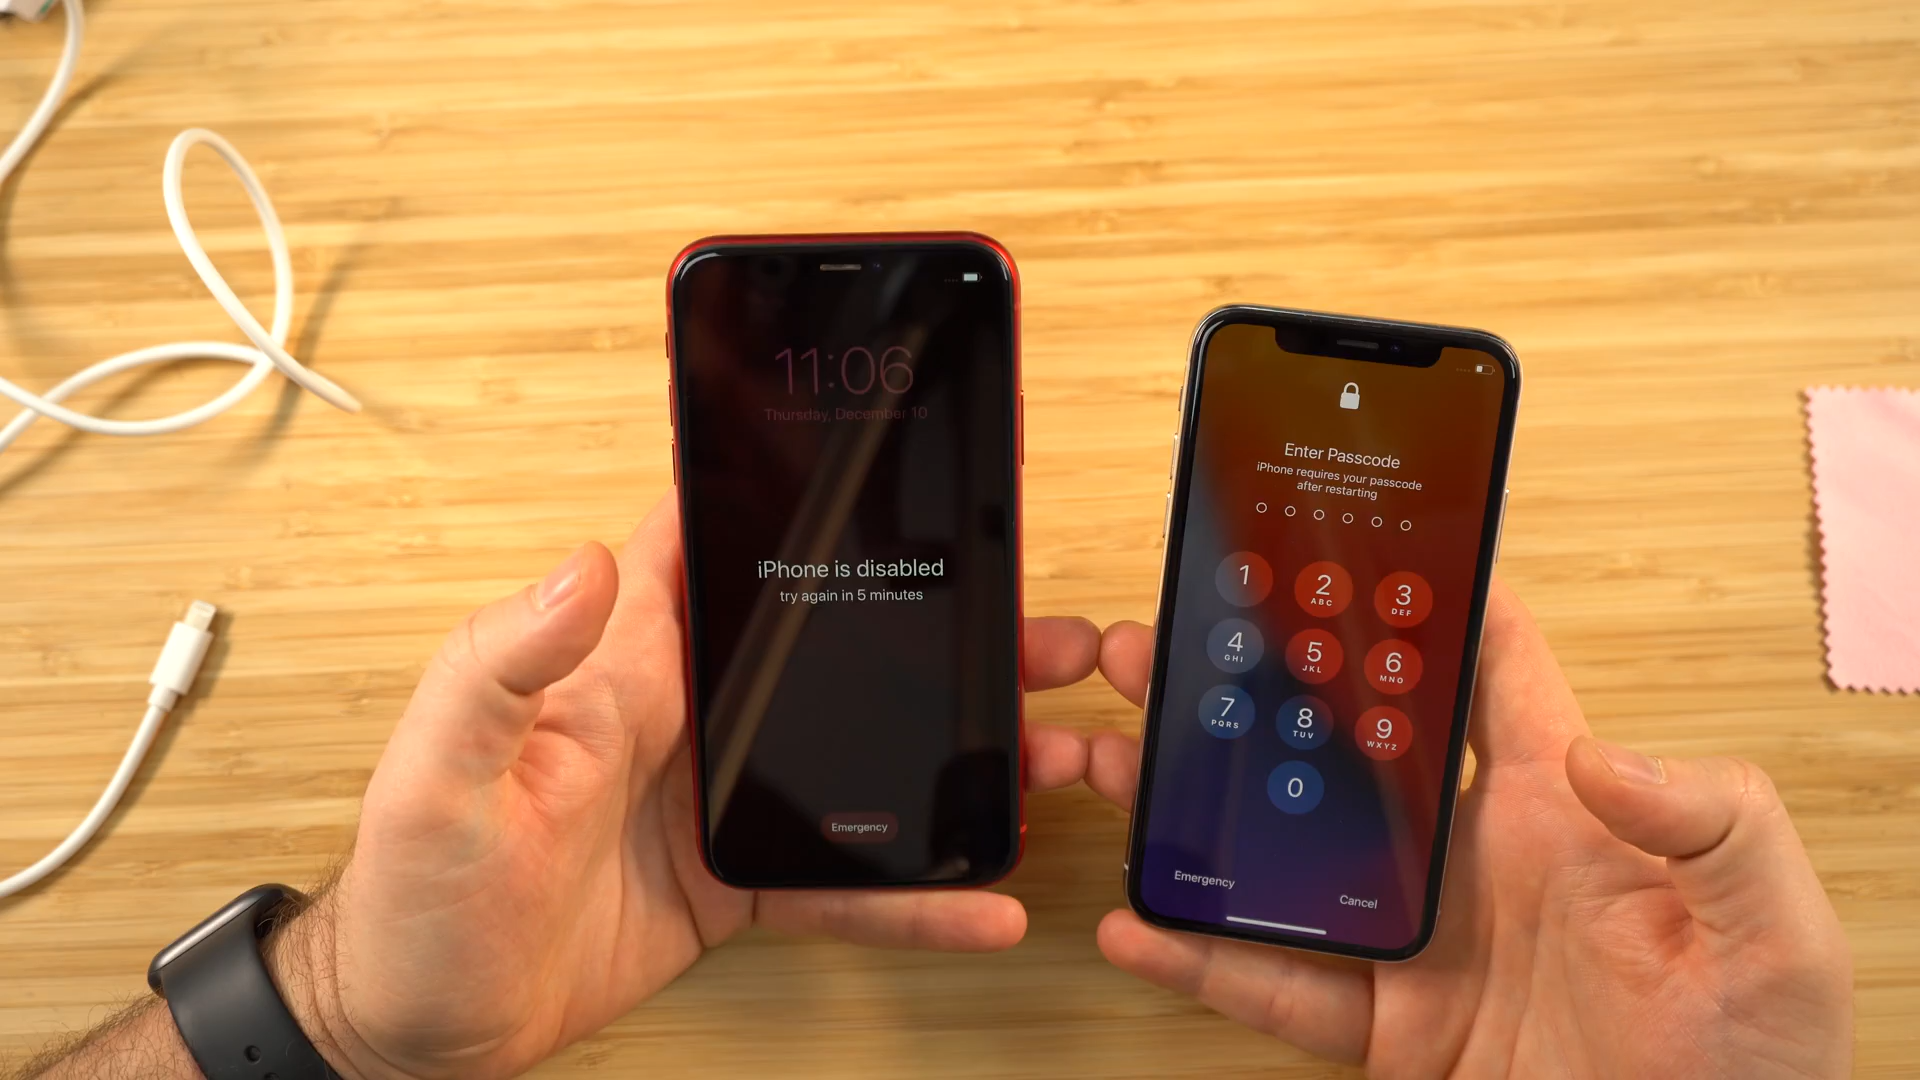 11:06
Thursday, December 10
iPhone is disabled
try again in 5 minutes
Emergency
Enter Passcode
iPhone requires your passcode
after restarting
1
2
ABC
3
DEF
4
GHI
5
JKL
6
MNO
7
PQRS
8
TUV
9
WXYZ
0
Emergency
Cancel